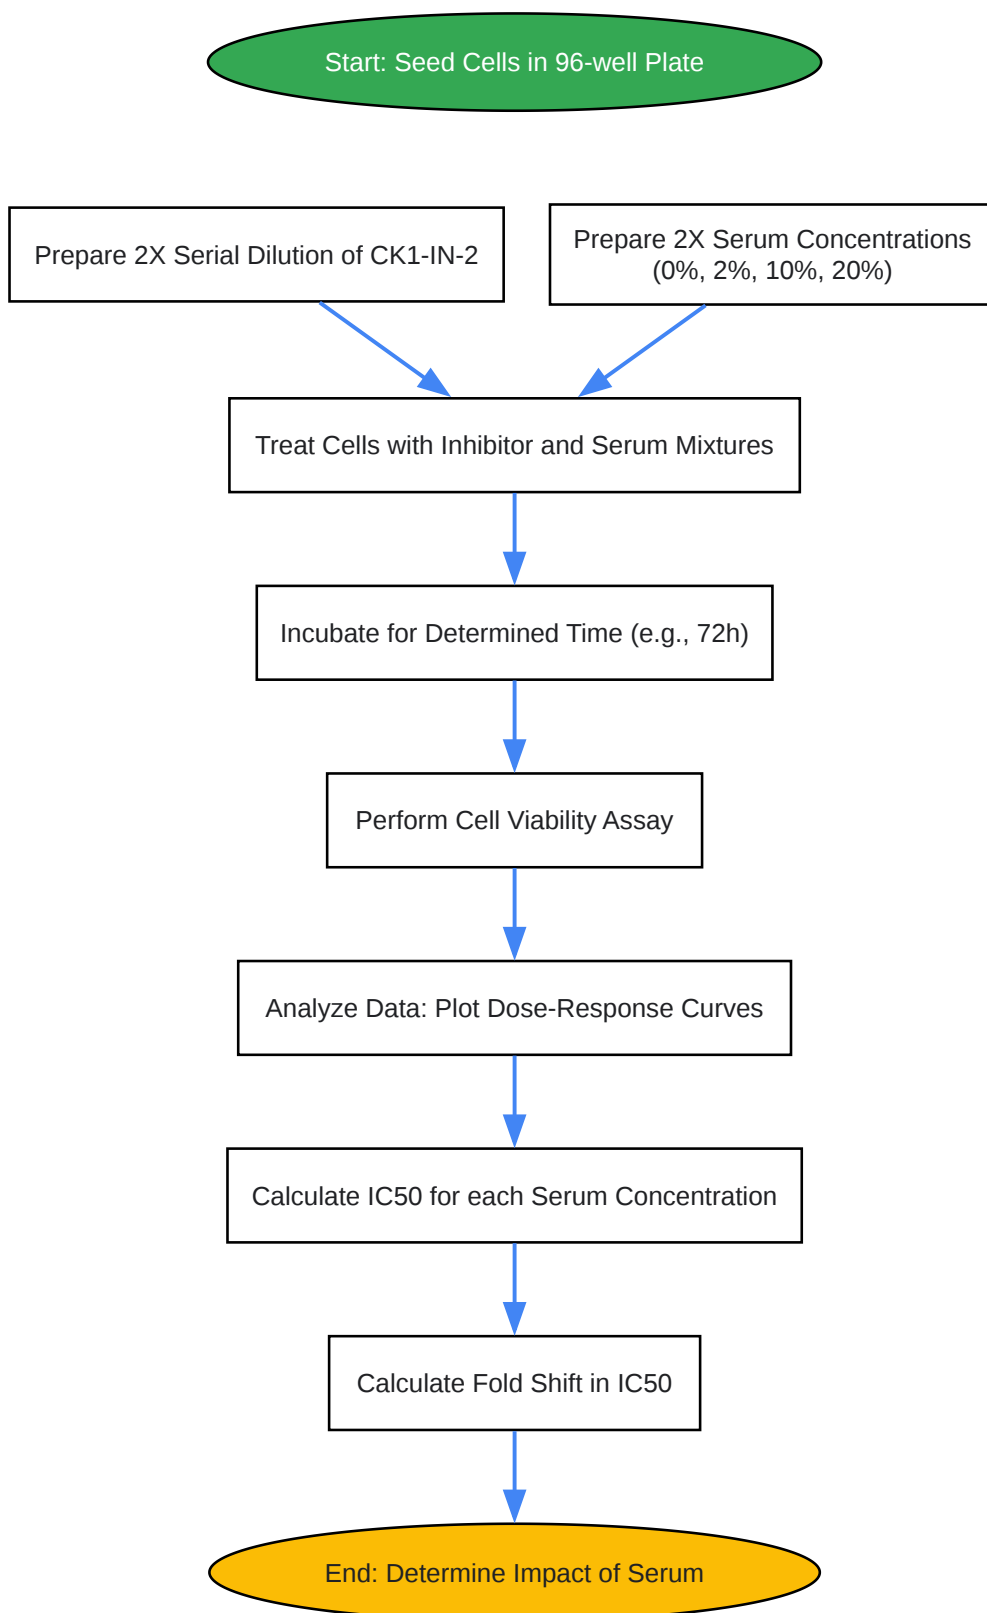 Start: Seed Cells in 96-well Plate
Prepare 2X Serial Dilution of CK1-IN-2
Prepare 2X Serum Concentrations
(0%, 2%, 10%, 20%)
Treat Cells with Inhibitor and Serum Mixtures
Incubate for Determined Time (e.g., 72h)
Perform Cell Viability Assay
Analyze Data: Plot Dose-Response Curves
Calculate IC50 for each Serum Concentration
Calculate Fold Shift in IC50
End: Determine Impact of Serum